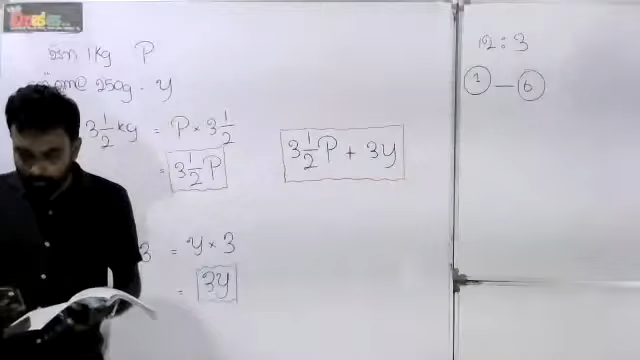 1kg P
250g - y
3 1/2 kg = P × 3 1/2
= 3 1/2 P
3 = y × 3
= 3y
3 1/2 P + 3y
12 : 3
1 — 6